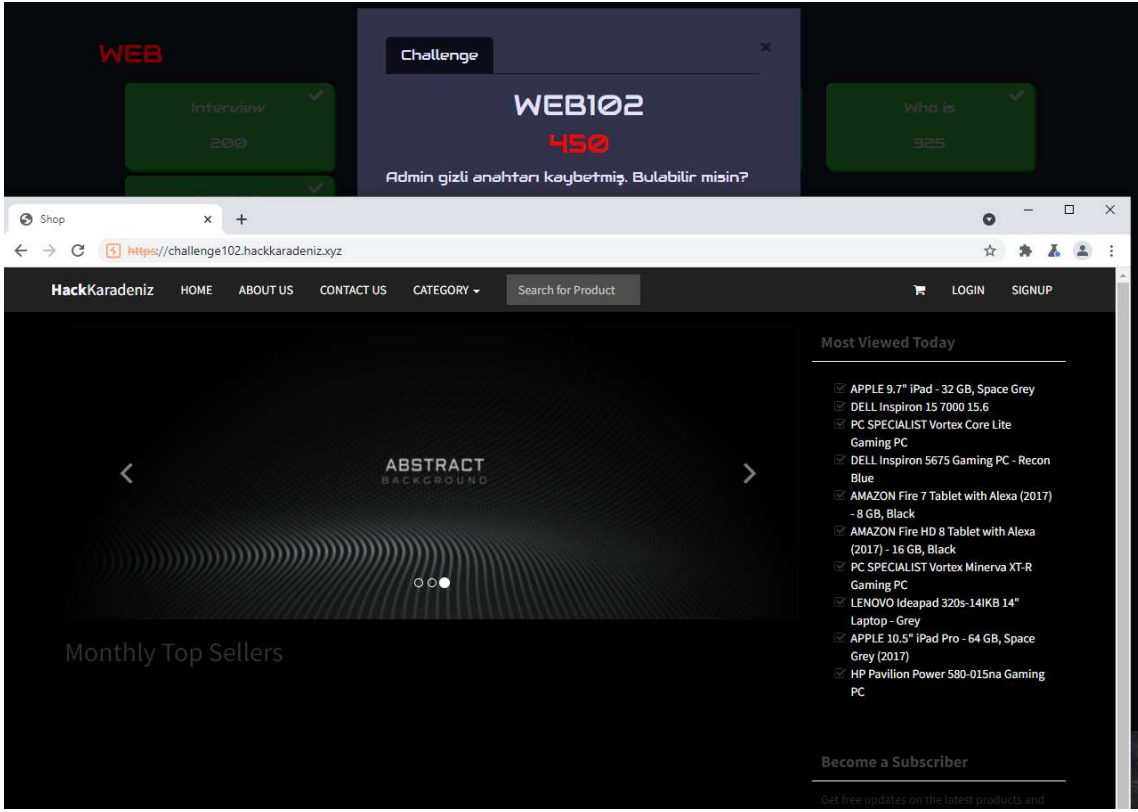 WEB
Challenge
×
Interview
200
WEB102
450
Who is
325
Admin gizli anahtarı kaybetmiş. Bulabilir misin?
Shop
https://challenge102.hackkaradeniz.xyz
HackKaradeniz HOME ABOUT US CONTACT US CATEGORY Search for Product LOGIN SIGNUP
ABSTRACT
BACKGROUND
Monthly Top Sellers
Most Viewed Today
APPLE 9.7" iPad - 32 GB, Space Grey
DELL Inspiron 15 7000 15.6
PC SPECIALIST Vortex Core Lite
Gaming PC
DELL Inspiron 5675 Gaming PC - Recon
Blue
AMAZON Fire 7 Tablet with Alexa (2017)
- 8 GB, Black
AMAZON Fire HD 8 Tablet with Alexa
(2017) - 16 GB, Black
PC SPECIALIST Vortex Minerva XT-R
Gaming PC
LENOVO Ideapad 320s-14IKB 14"
Laptop - Grey
APPLE 10.5" iPad Pro - 64 GB, Space
Grey (2017)
HP Pavilion Power 580-015na Gaming
PC
Become a Subscriber
Get free updates on the latest products and